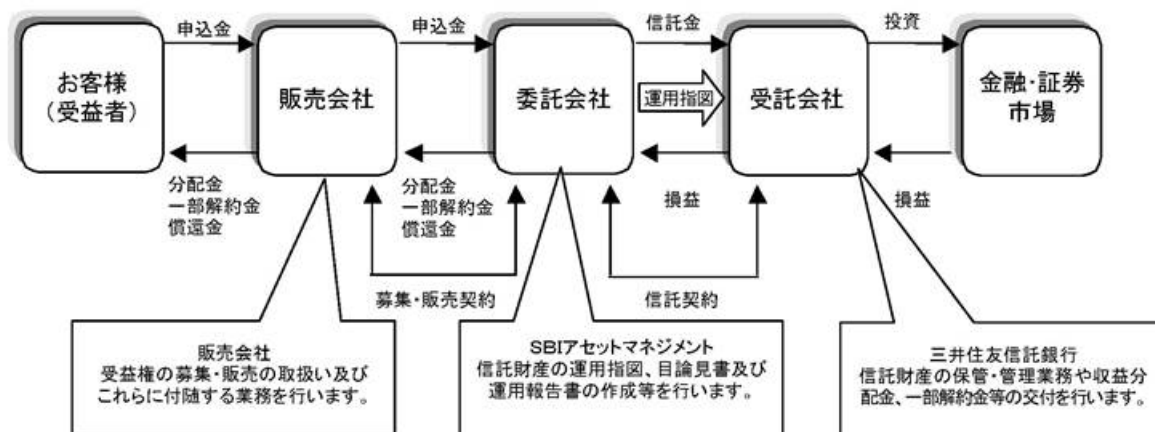 申込金
申込金
信託金
投資
お客様
(受益者)
販売会社
委託会社
運用指図
受託会社
金融・証券
市場
分配金
一部解約金
償還金
分配金
一部解約金
償還金
損益
損益
募集・販売契約
信託契約
販売会社
受益権の募集・販売の取扱い及び
これらに付随する業務を行います。
SBIアセットマネジメント
信託財産の運用指図、目論見書及び
運用報告書の作成等を行います。
三井住友信託銀行
信託財産の保管・管理業務や収益分
配金、一部解約金等の交付を行います。